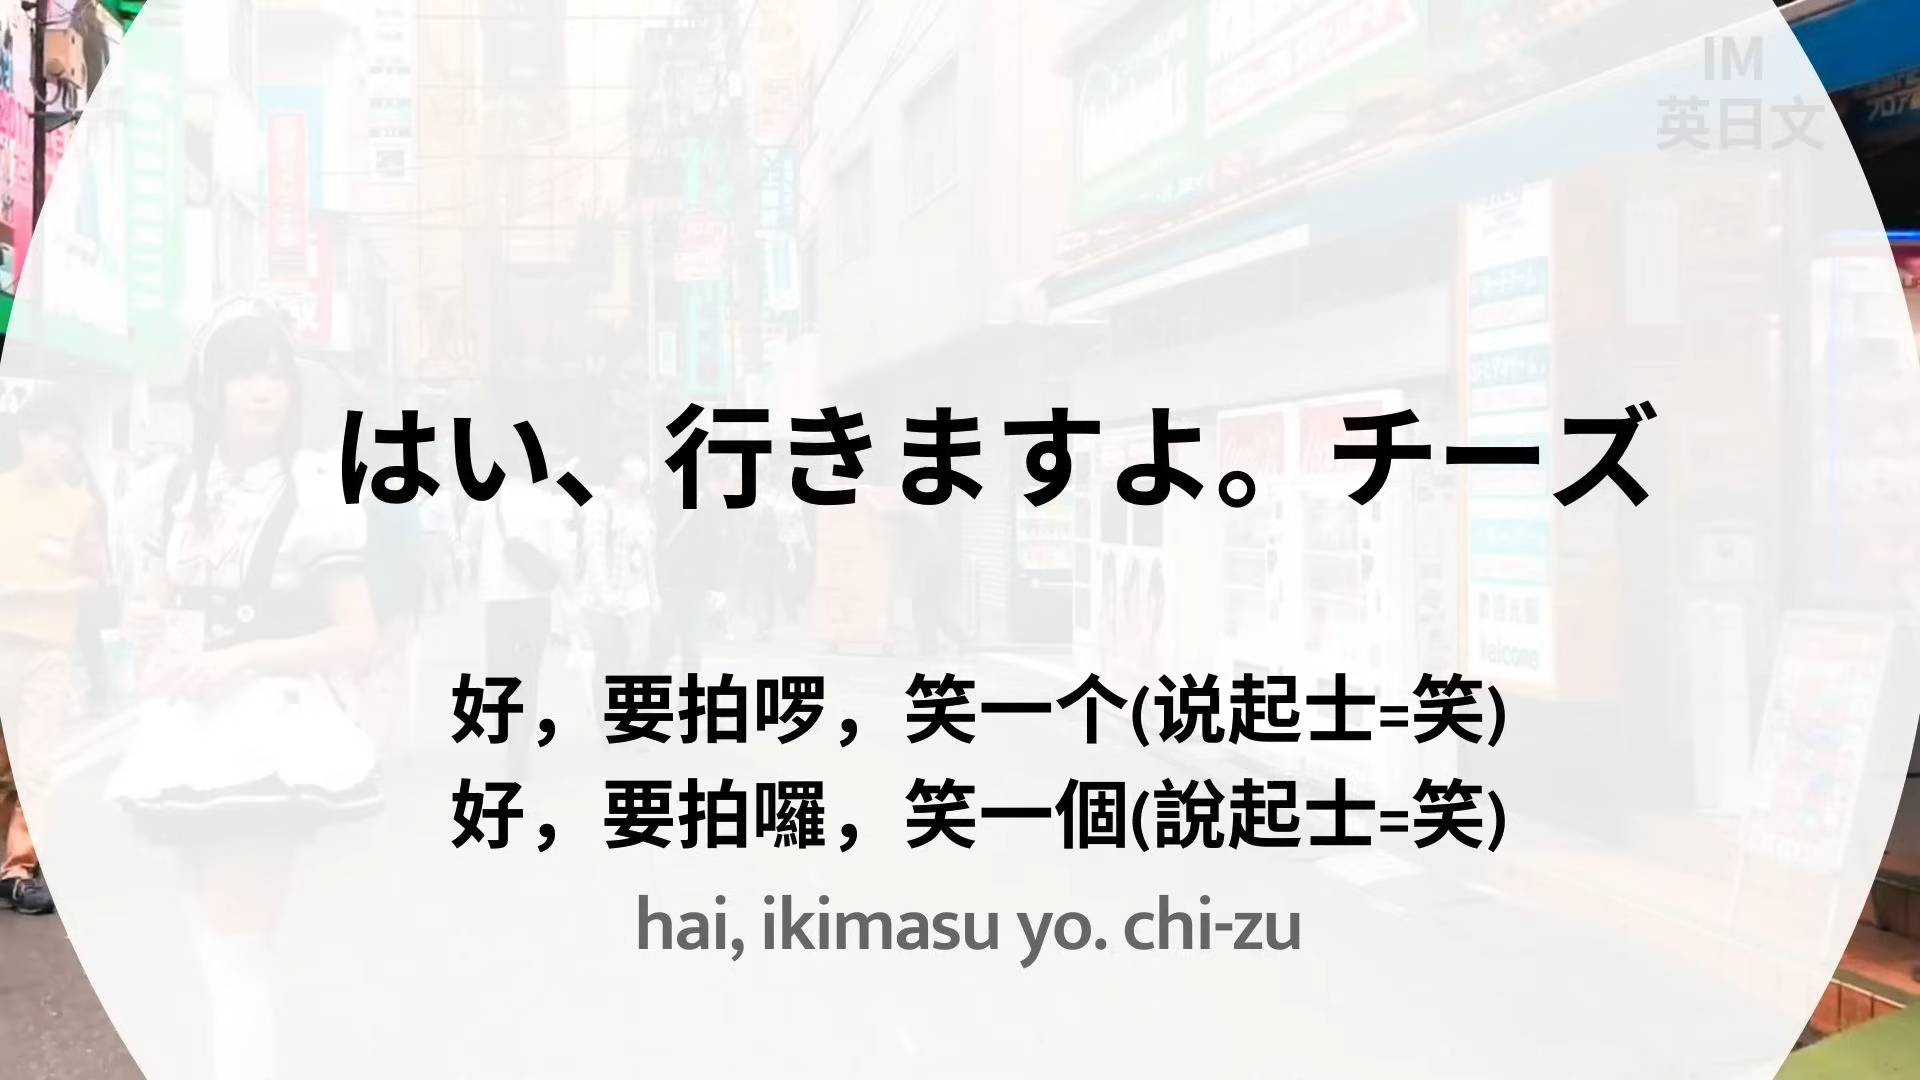 IM
英日文
はい、行きますよ。チーズ
好，要拍啰，笑一个(说起士=笑)
好，要拍囉，笑一個(說起士=笑)
hai, ikimasu yo. chi-zu
Welcome